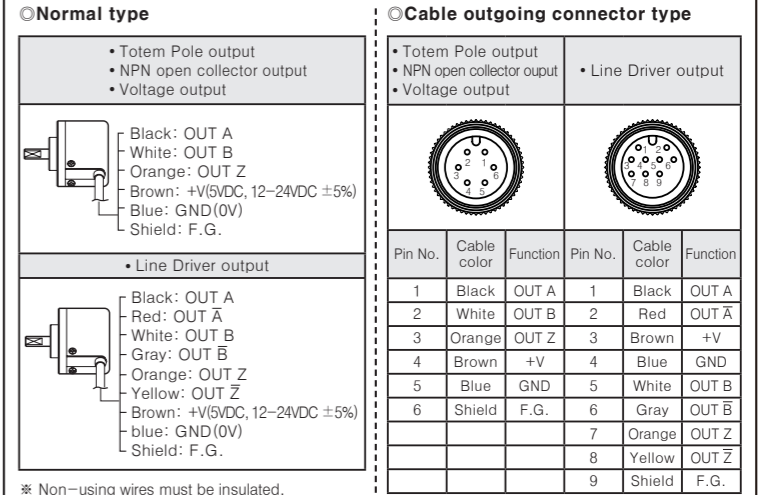 ◎Normal type
• Totem Pole output
• NPN open collector output
• Voltage output
Black: OUT A
White: OUT B
Orange: OUT Z
Brown: +V(5VDC, 12-24VDC ±5%)
Blue: GND(0V)
Shield: F.G.
• Line Driver output
Black: OUT A
Red: OUT A̅
White: OUT B
Gray: OUT B̅
Orange: OUT Z
Yellow: OUT Z̅
Brown: +V(5VDC, 12-24VDC ±5%)
blue: GND(0V)
Shield: F.G.
※ Non-using wires must be insulated.
◎Cable outgoing connector type
• Totem Pole output
• NPN open collector ouput
• Voltage output
• Line Driver output
2 1
3 6
4 5
1 2
3 4 5 6
7 8 9
Pin No. Cable color Function Pin No. Cable color Function
1 Black OUT A 1 Black OUT A
2 White OUT B 2 Red OUT A̅
3 Orange OUT Z 3 Brown +V
4 Brown +V 4 Blue GND
5 Blue GND 5 White OUT B
6 Shield F.G. 6 Gray OUT B̅
7 Orange OUT Z
8 Yellow OUT Z̅
9 Shield F.G.